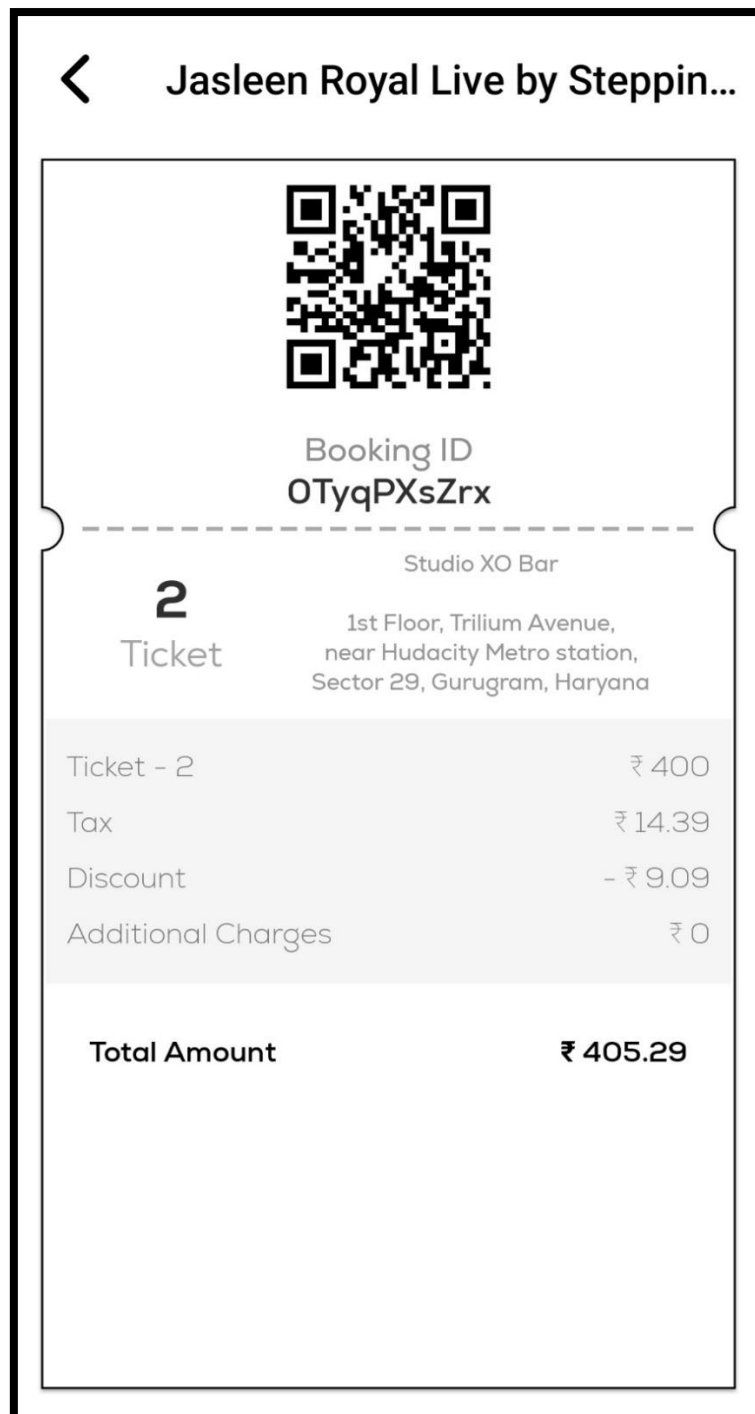 Jasleen Royal Live by Steppin...
Booking ID
OTyqPXsZrx
2
Ticket
Studio XO Bar
1st Floor, Trilium Avenue,
near Hudacity Metro station,
Sector 29, Gurugram, Haryana
Ticket - 2 ₹ 400
Tax ₹ 14.39
Discount - ₹ 9.09
Additional Charges ₹ 0
Total Amount ₹ 405.29